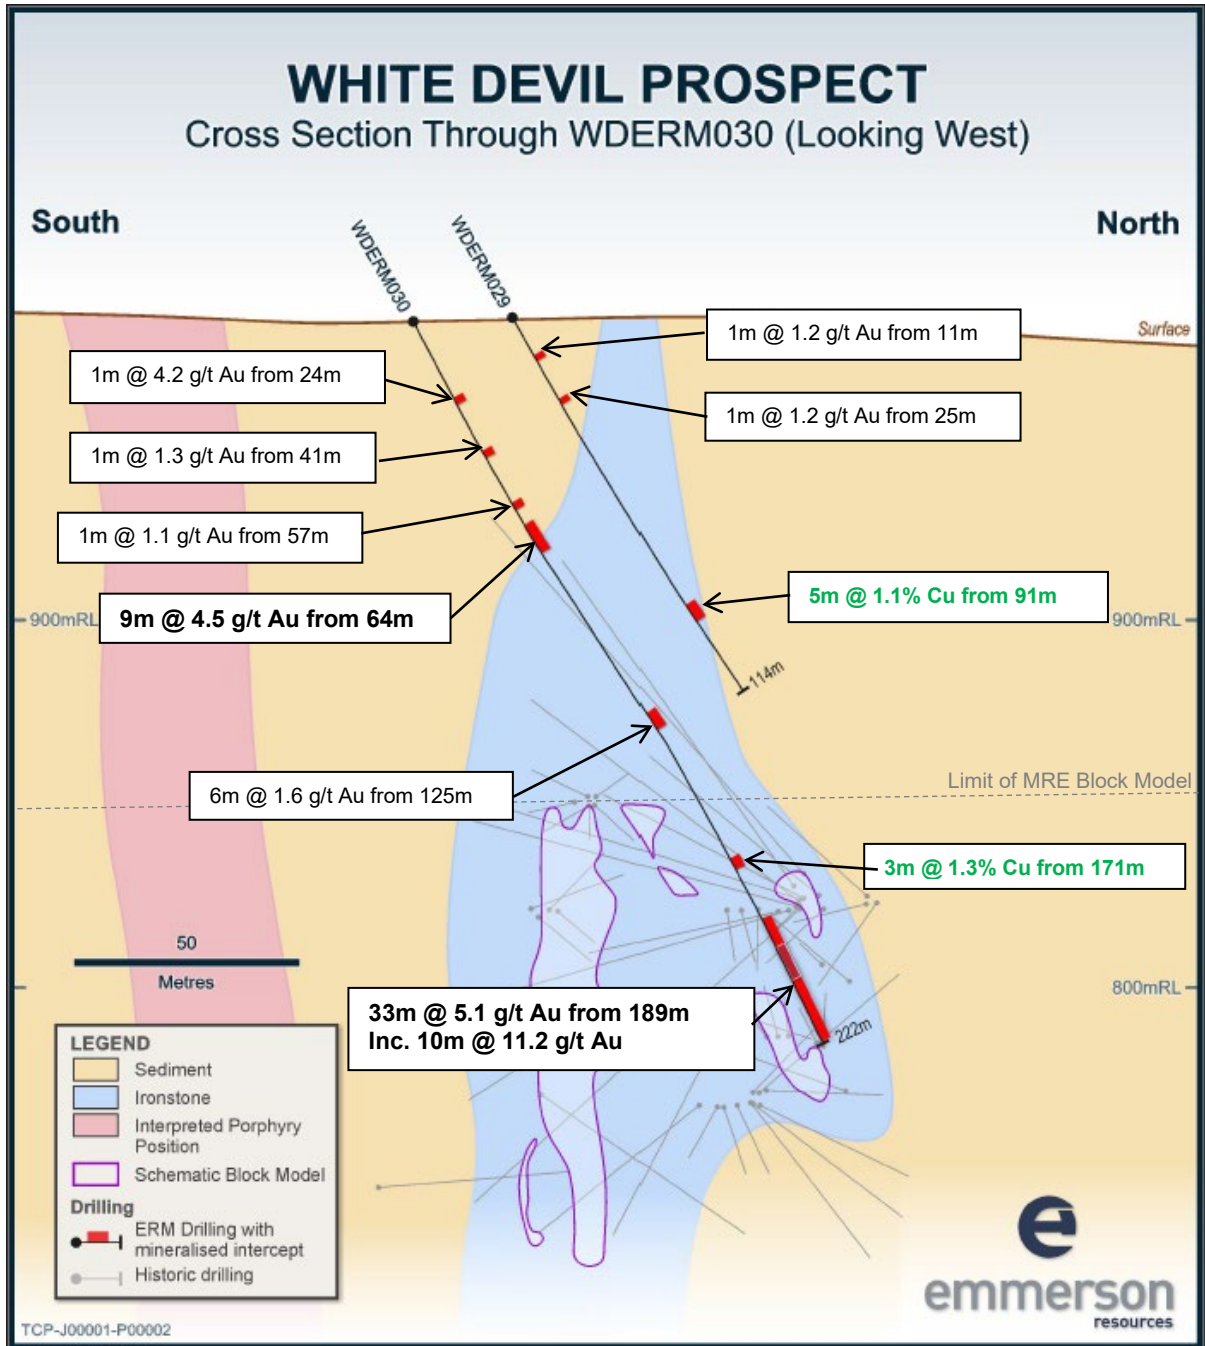 WHITE DEVIL PROSPECT
Cross Section Through WDERM030 (Looking West)
South
North
WDERM030
WDERM029
Surface
1m @ 1.2 g/t Au from 11m
1m @ 4.2 g/t Au from 24m
1m @ 1.2 g/t Au from 25m
1m @ 1.3 g/t Au from 41m
1m @ 1.1 g/t Au from 57m
5m @ 1.1% Cu from 91m
9m @ 4.5 g/t Au from 64m
900mRL
900mRL
114m
Limit of MRE Block Model
6m @ 1.6 g/t Au from 125m
3m @ 1.3% Cu from 171m
50
Metres
800mRL
33m @ 5.1 g/t Au from 189m
Inc. 10m @ 11.2 g/t Au
222m
LEGEND
Sediment
Ironstone
Interpreted Porphyry
Position
Schematic Block Model
Drilling
ERM Drilling with
mineralised intercept
Historic drilling
emmerson
resources
TCP-J00001-P00002